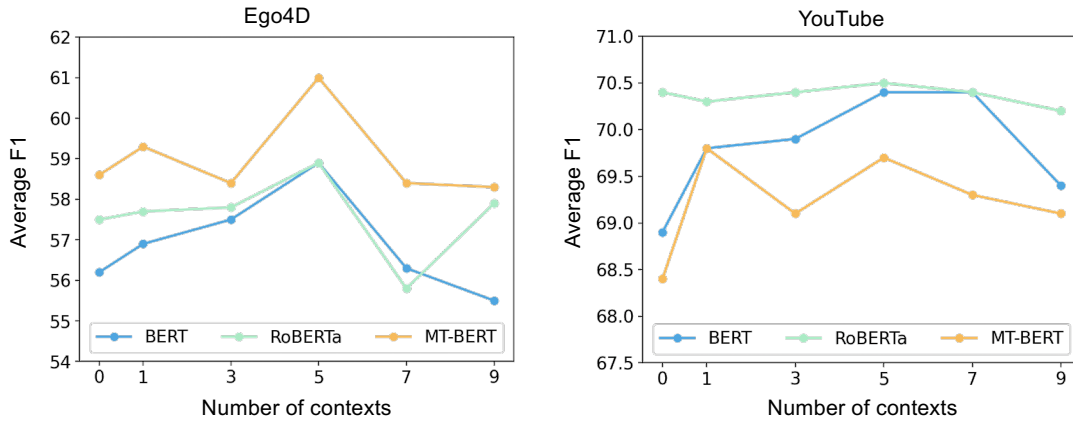 Ego4D
62
61
60
59
58
57
56
55
54
Average F1
BERT RoBERTa MT-BERT
0 1 3 5 7 9
Number of contexts
YouTube
71.0
70.5
70.0
69.5
69.0
68.5
68.0
67.5
Average F1
BERT RoBERTa MT-BERT
0 1 3 5 7 9
Number of contexts